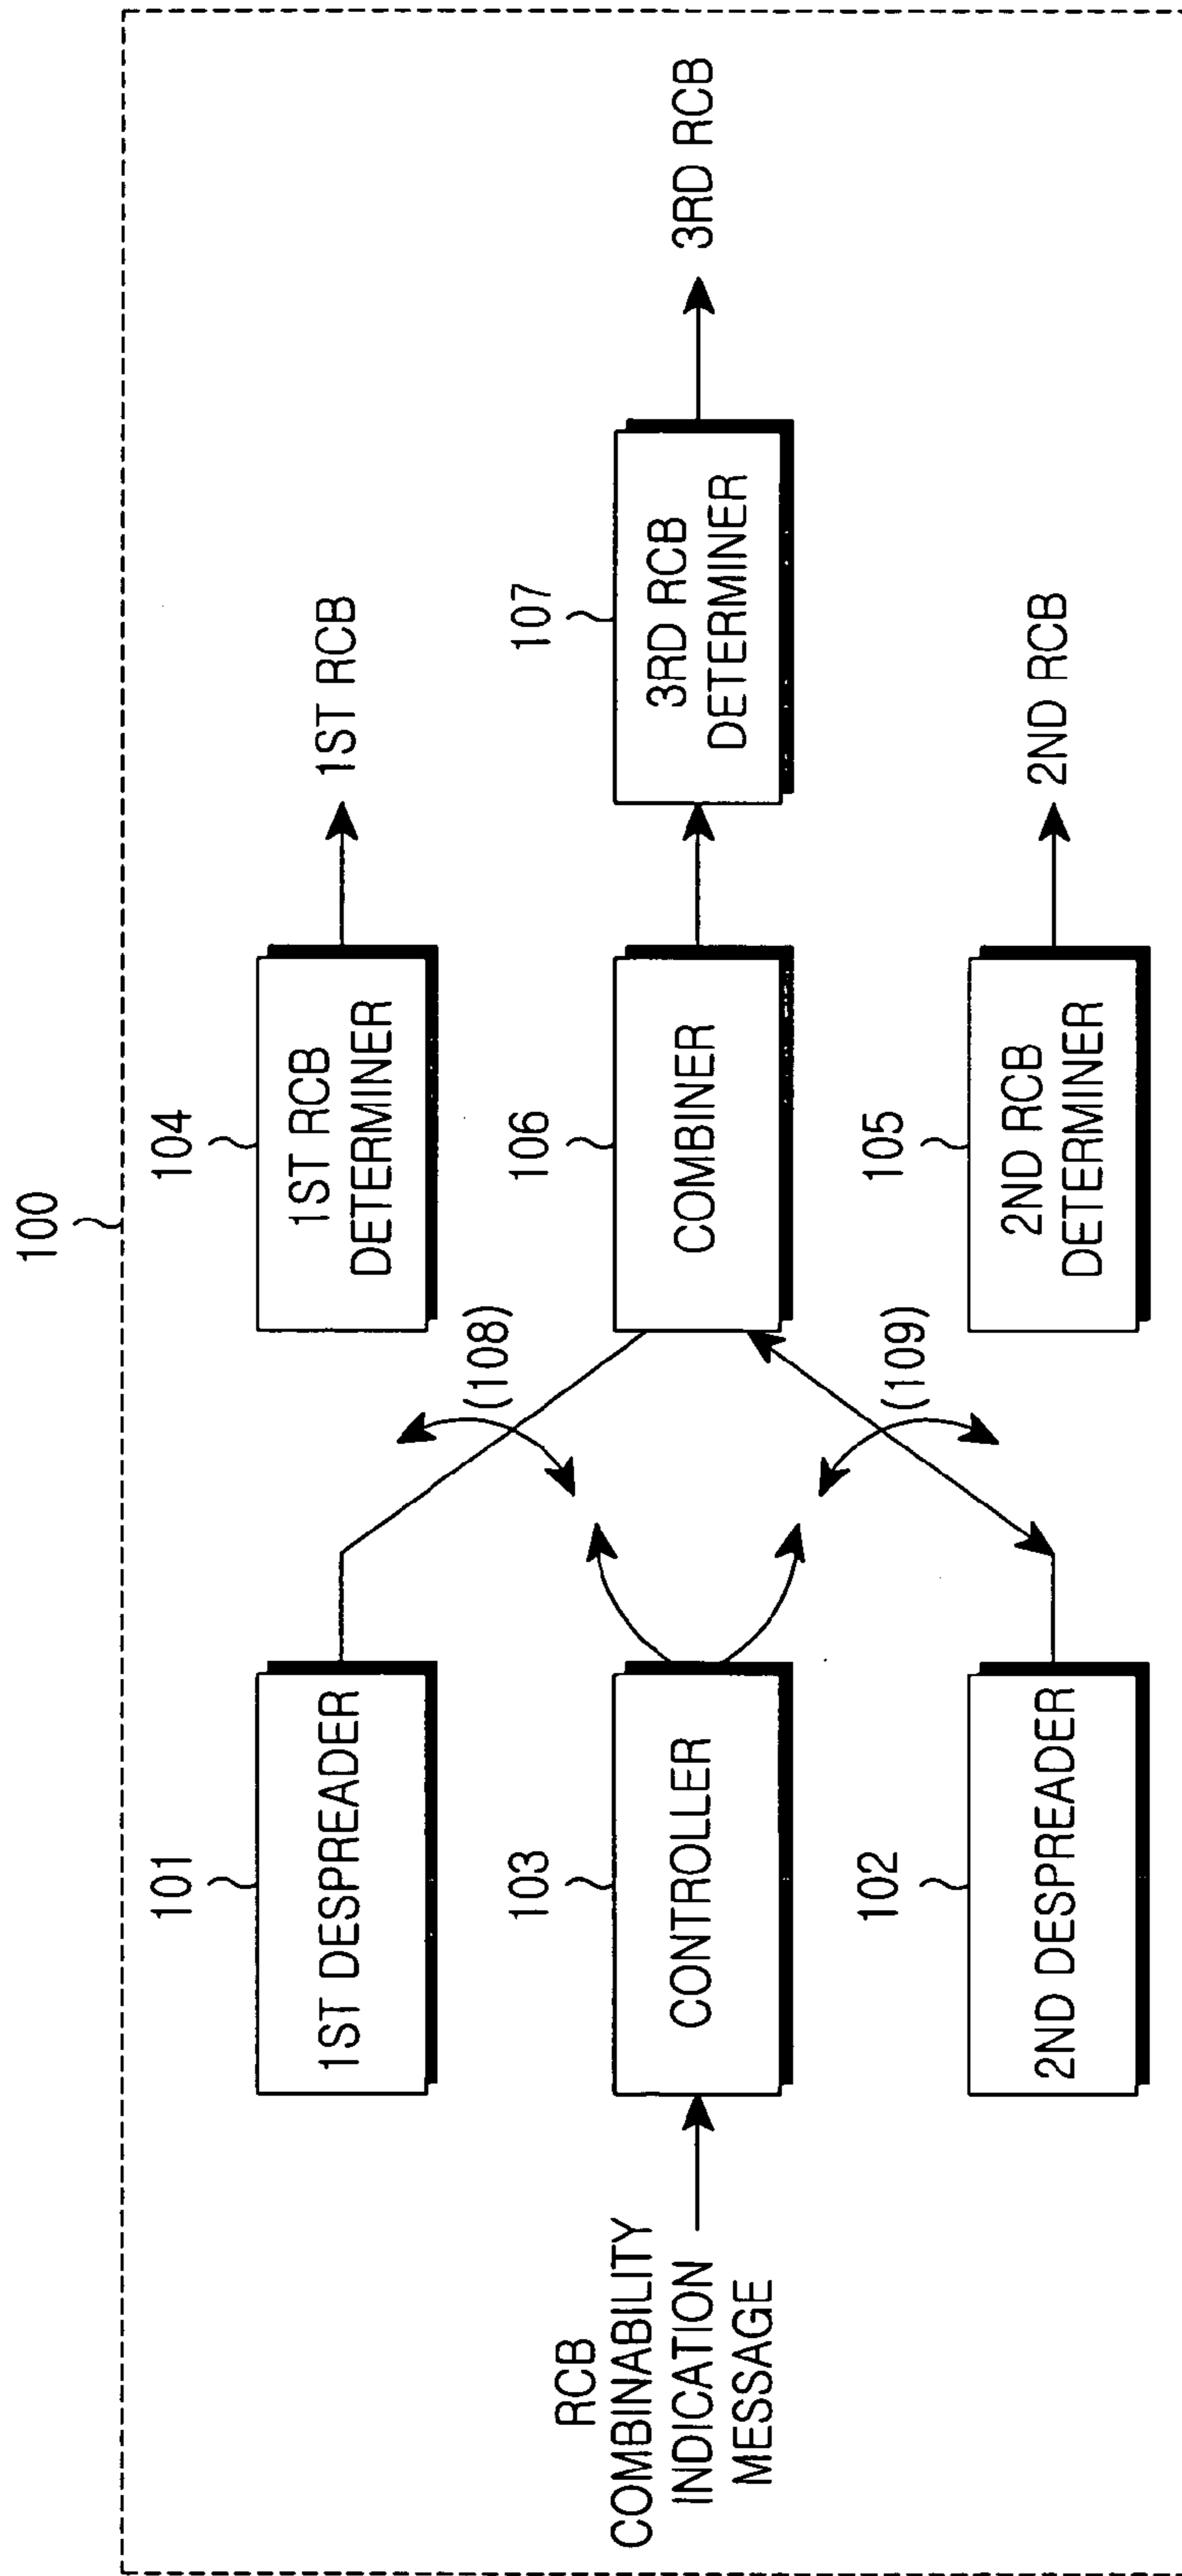 100
101
1ST DESPREADER
104
1ST RCB
DETERMINER
1ST RCB
(108)
RCB
COMBINABILITY
INDICATION
MESSAGE
103
CONTROLLER
106
COMBINER
107
3RD RCB
DETERMINER
3RD RCB
(109)
102
2ND DESPREADER
105
2ND RCB
DETERMINER
2ND RCB